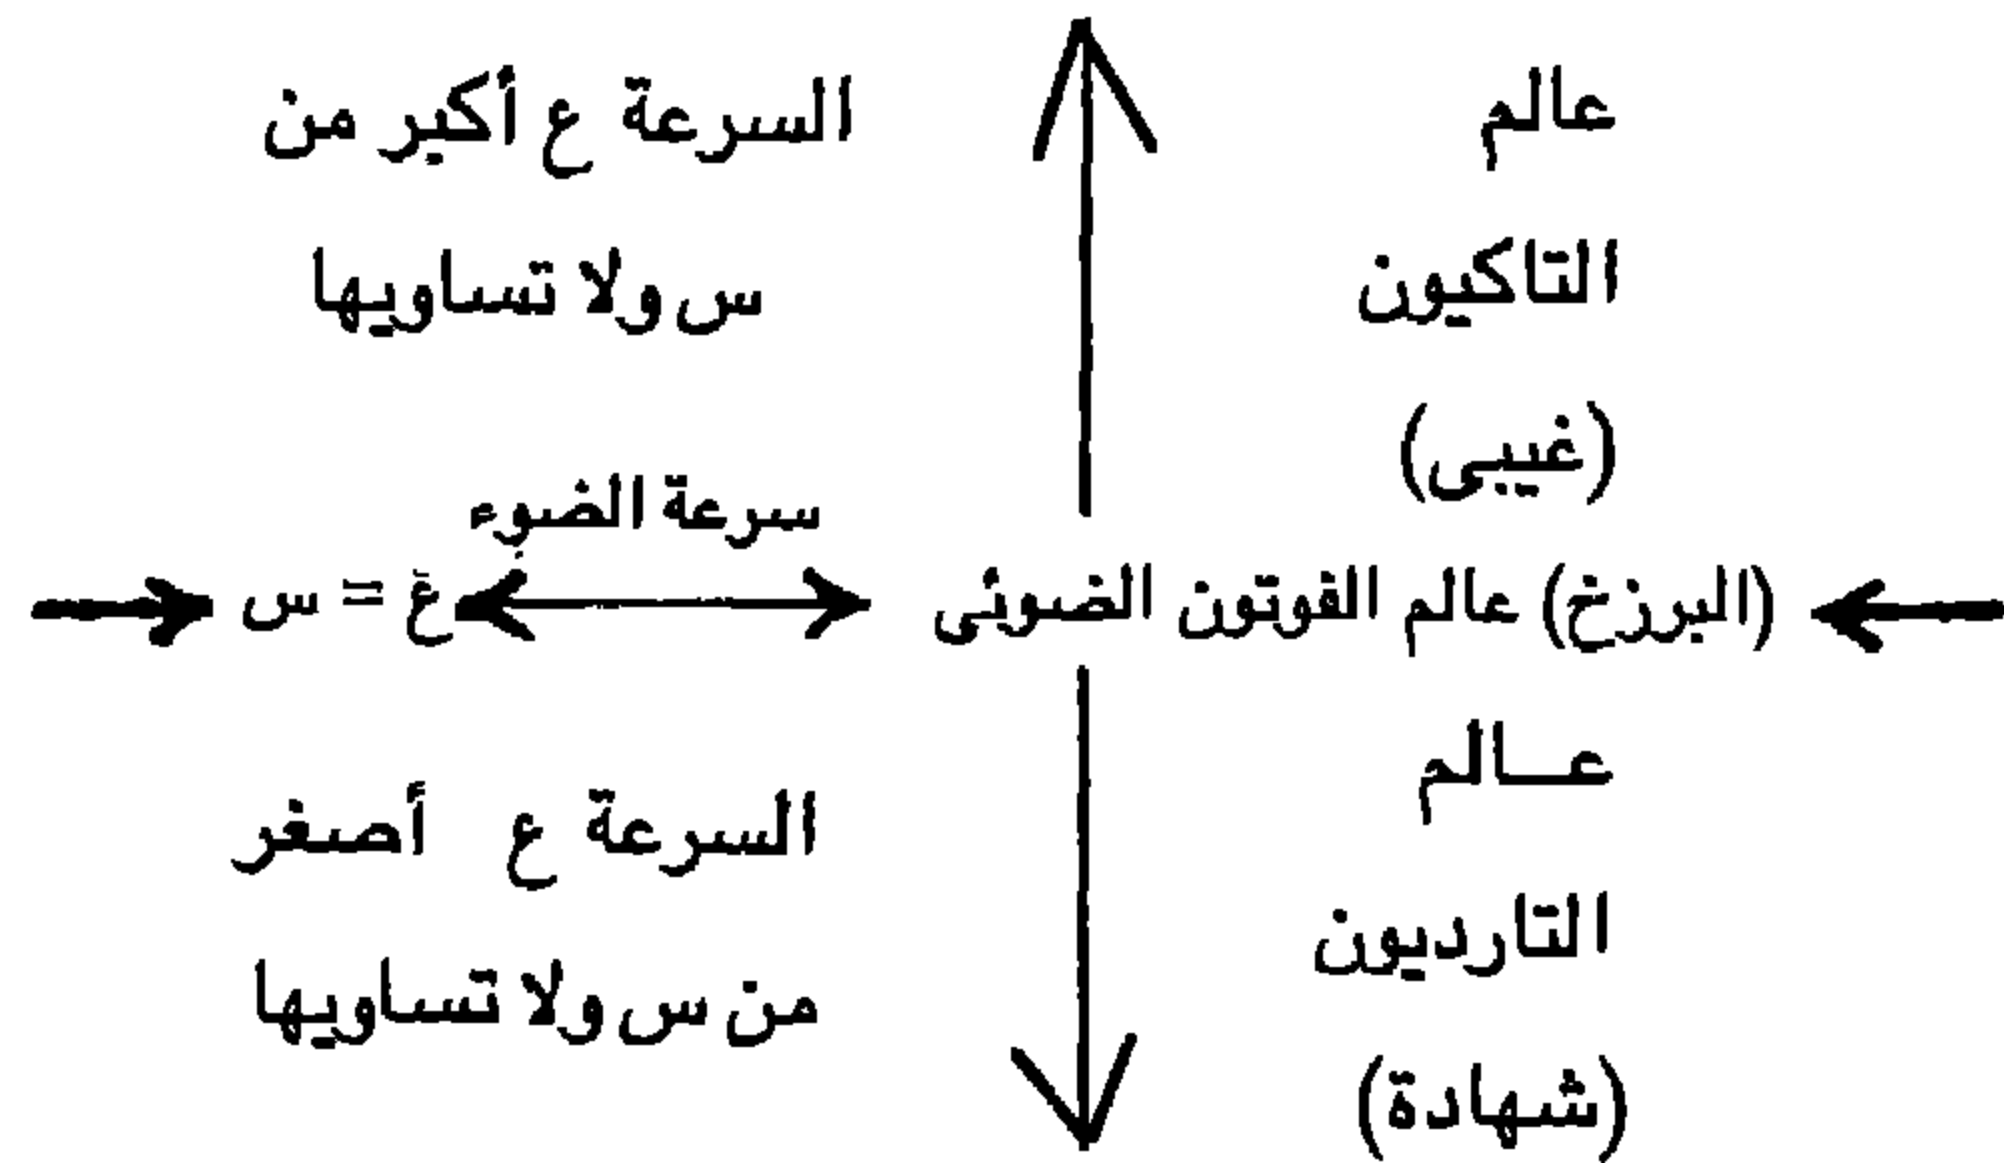 عالم
التاكيون
(غيبى)
السرعة ع أكبر من
س ولا تساويها
سرعة الضوء
(البرزخ) عالم الفوتون الضوئى
ع = س
عـالم
التارديون
(شهادة)
السرعة ع أصغر
من س ولا تساويها